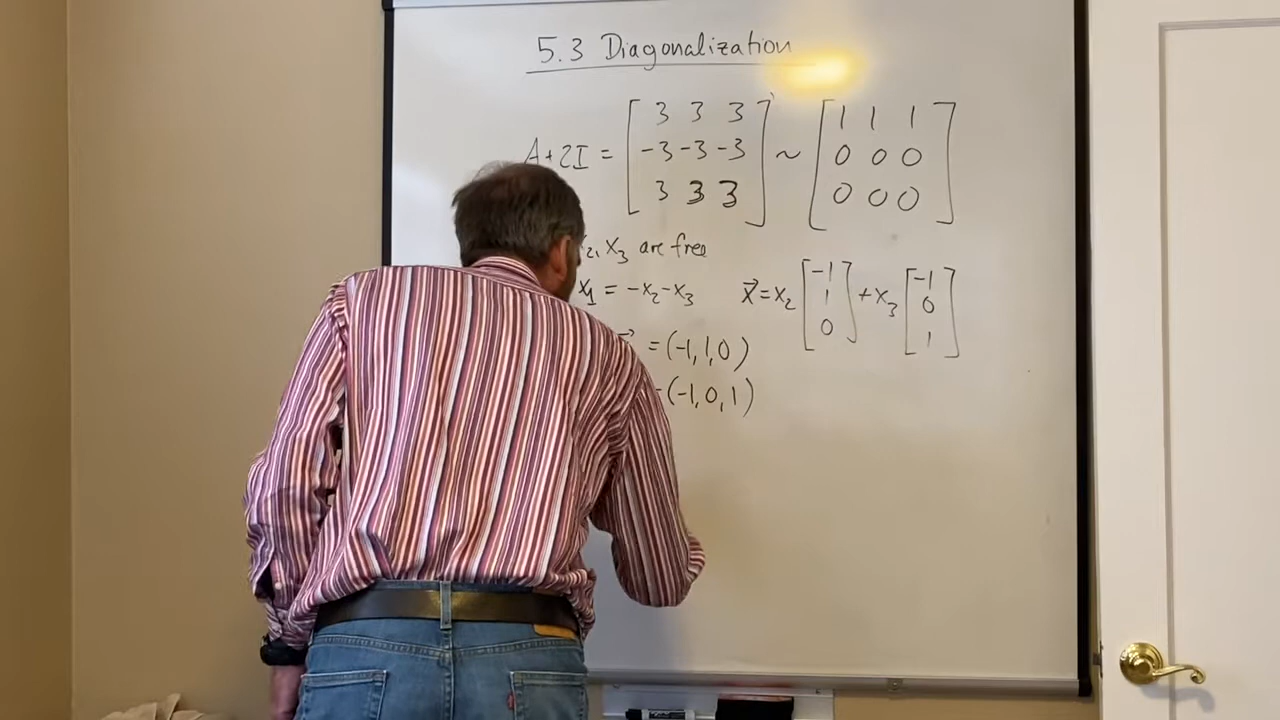 5.3 Diagonalization
A+2I = [3 3 3; -3 -3 -3; 3 3 3] ~ [1 1 1; 0 0 0; 0 0 0]
x₂, x₃ are free
x₁ = -x₂-x₃ x⃗=x₂[-1; 1; 0]+x₃[-1; 0; 1]
=(-1,1,0)
(-1,0,1)